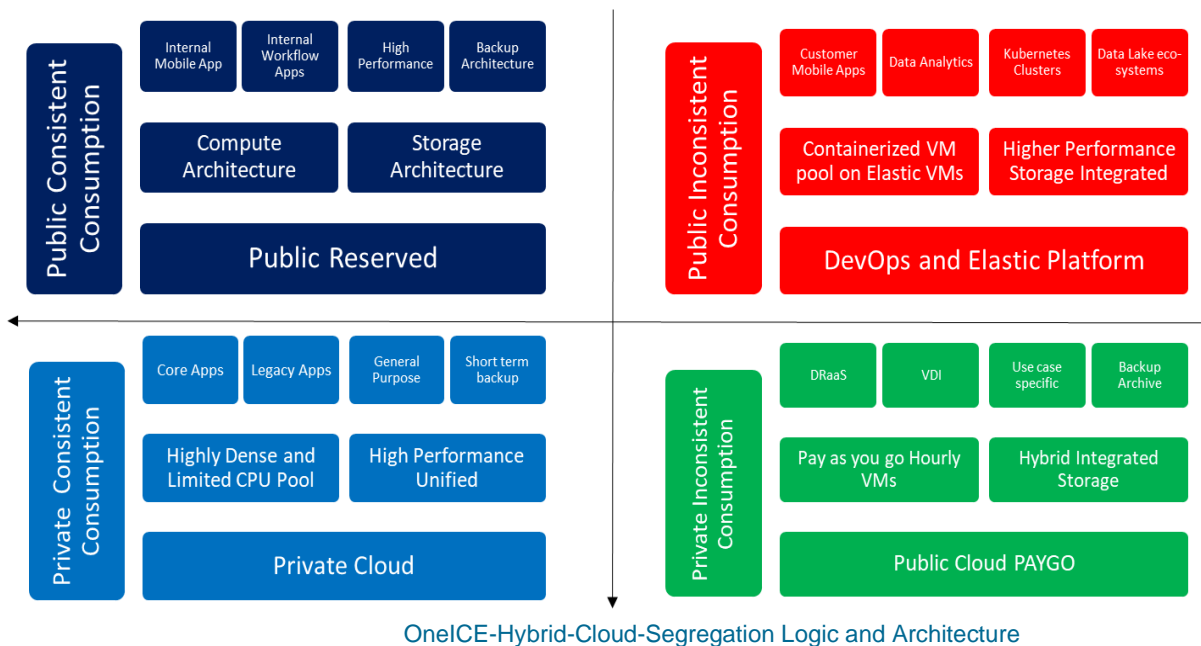 Public Consistent
Consumption
Internal
Mobile App
Internal
Workflow
Apps
High
Performance
Backup
Architecture
Compute
Architecture
Storage
Architecture
Public Reserved
Public Inconsistent
Consumption
Customer
Mobile Apps
Data Analytics
Kubernetes
Clusters
Data Lake eco-
systems
Containerized VM
pool on Elastic VMs
Higher Performance
Storage Integrated
DevOps and Elastic Platform
Private Consistent
Consumption
Core Apps
Legacy Apps
General
Purpose
Short term
backup
Highly Dense and
Limited CPU Pool
High Performance
Unified
Private Cloud
Private Inconsistent
Consumption
DRaaS
VDI
Use case
specific
Backup
Archive
Pay as you go Hourly
VMs
Hybrid Integrated
Storage
Public Cloud PAYGO
OneICE-Hybrid-Cloud-Segregation Logic and Architecture